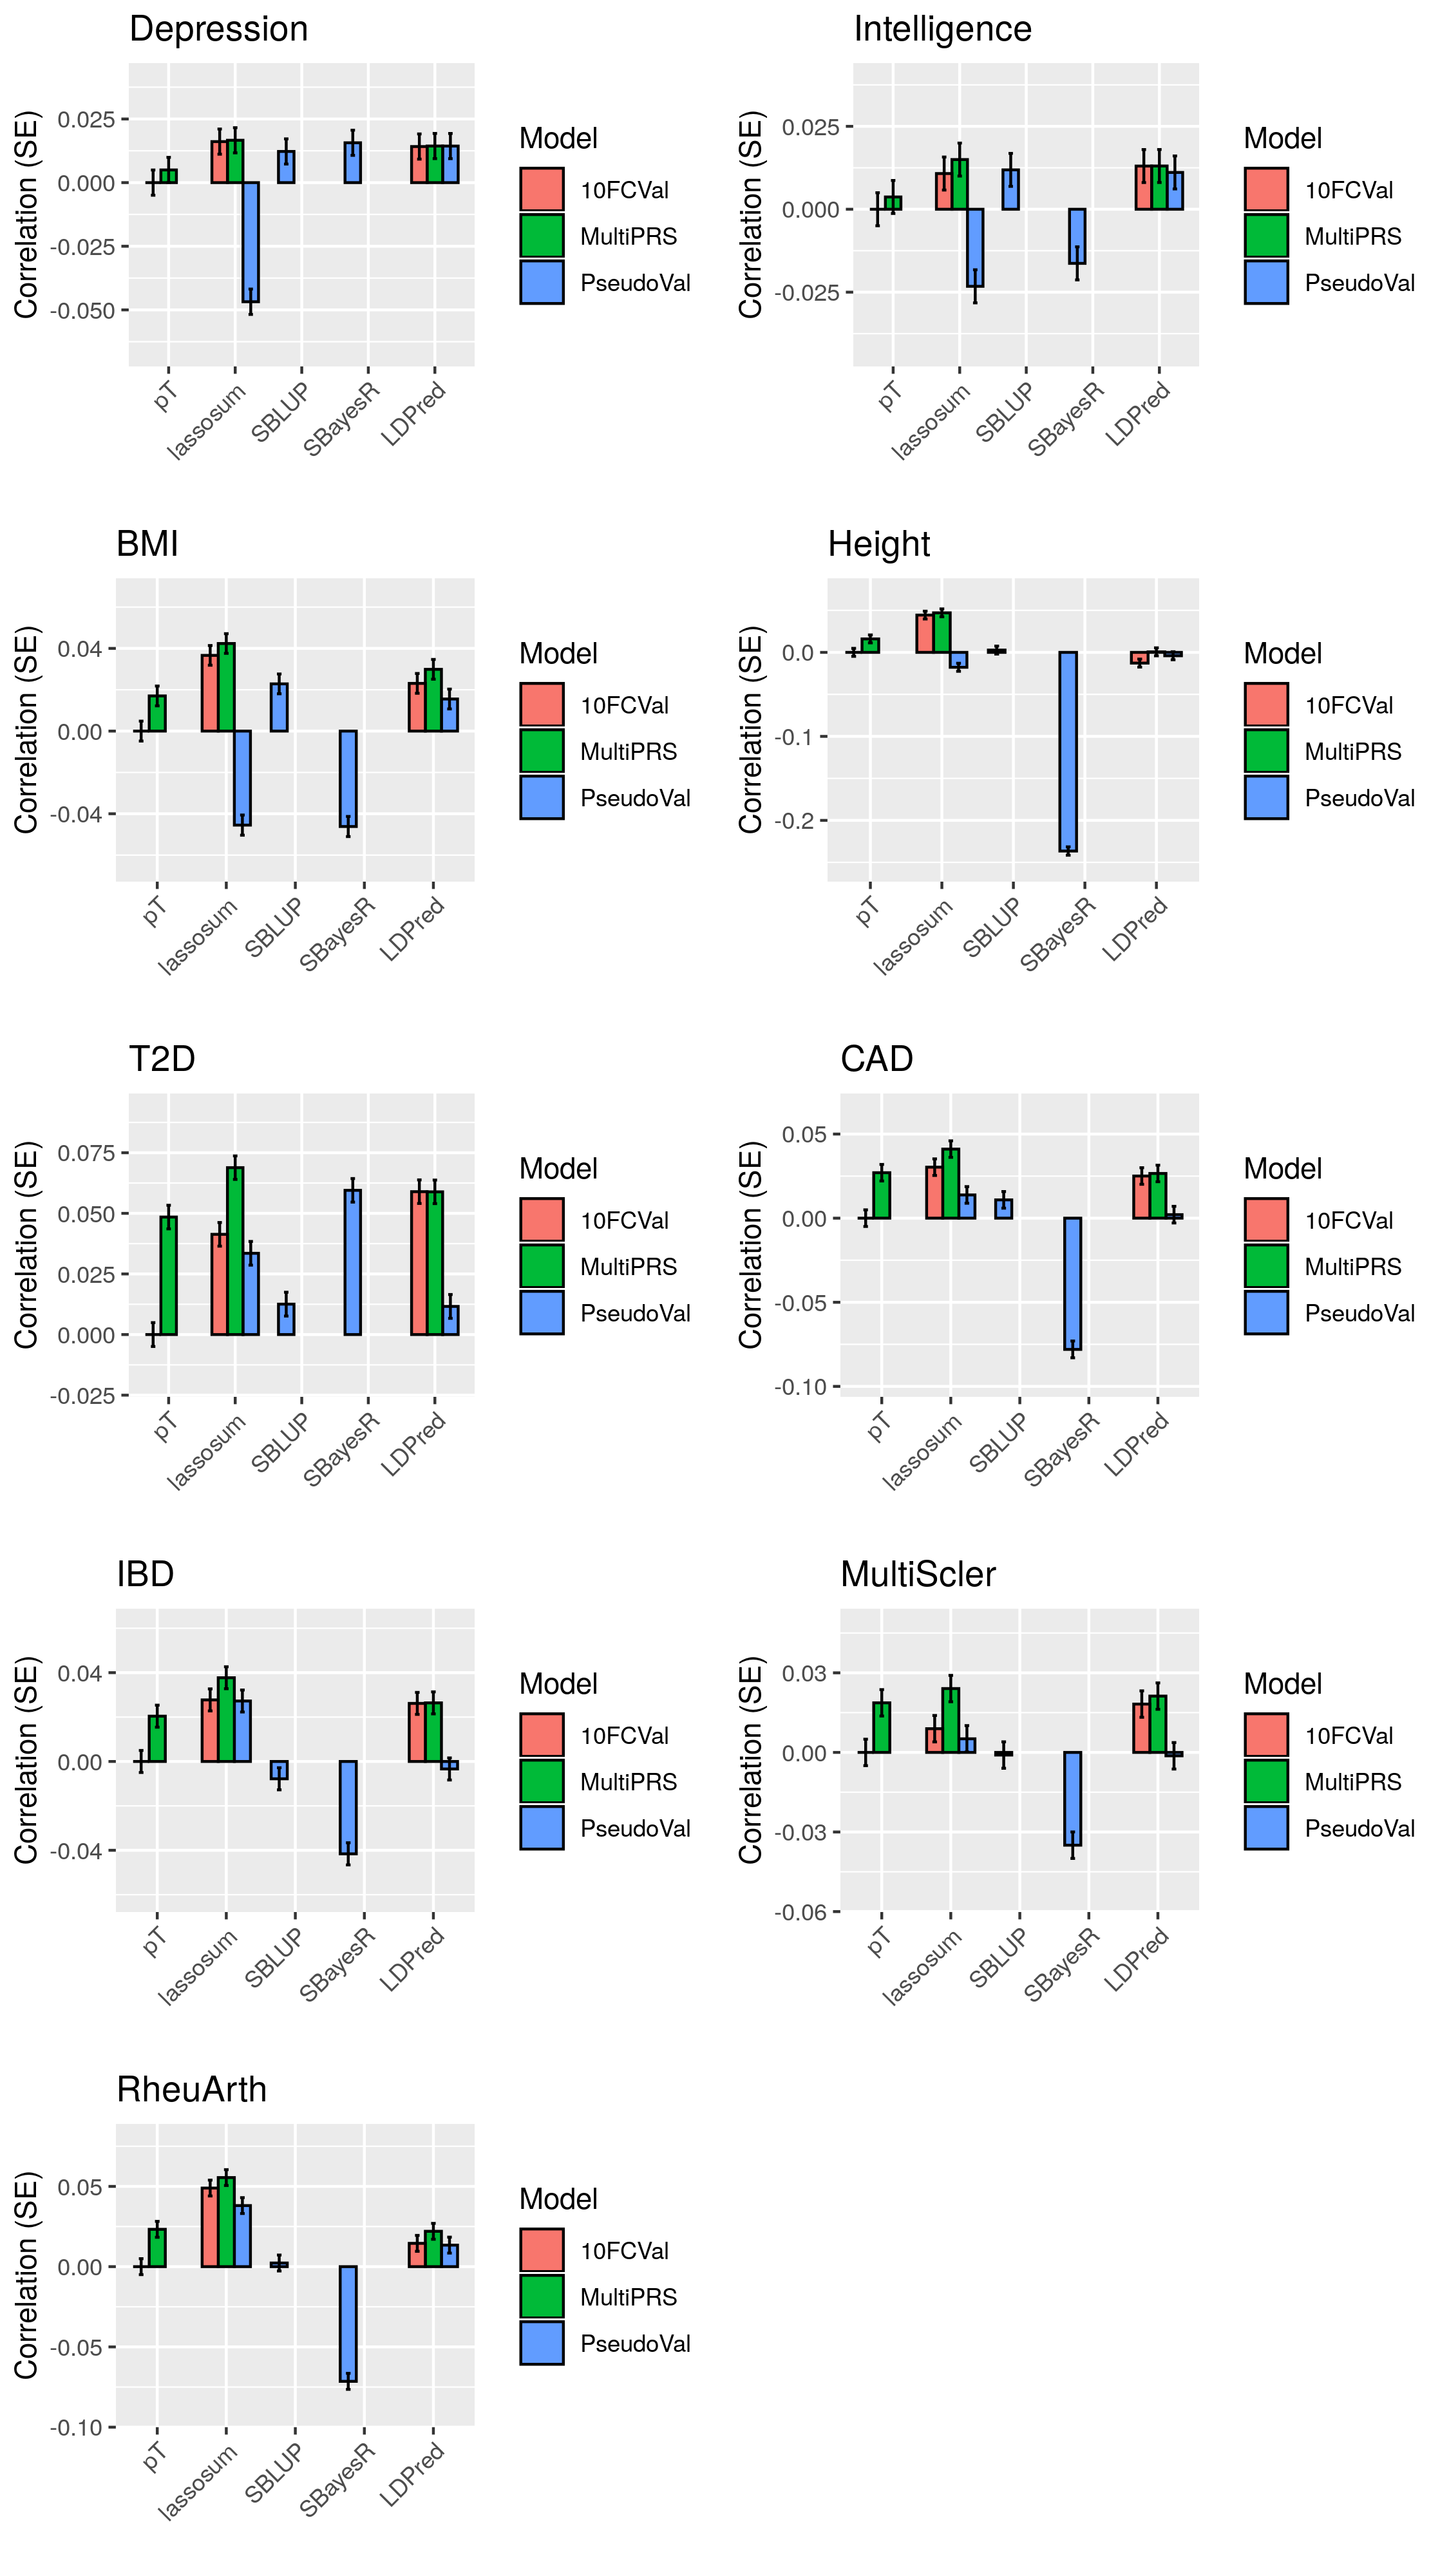 Depression
Correlation (SE)
0.025
0.000
-0.025
-0.050
pT
lassosum
SBLUP
SBayesR
LDPred
Model
10FCVal
MultiPRS
PseudoVal
Intelligence
Correlation (SE)
0.025
0.000
-0.025
pT
lassosum
SBLUP
SBayesR
LDPred
Model
10FCVal
MultiPRS
PseudoVal
BMI
Correlation (SE)
0.04
0.00
-0.04
pT
lassosum
SBLUP
SBayesR
LDPred
Model
10FCVal
MultiPRS
PseudoVal
Height
Correlation (SE)
0.0
-0.1
-0.2
pT
lassosum
SBLUP
SBayesR
LDPred
Model
10FCVal
MultiPRS
PseudoVal
T2D
Correlation (SE)
0.075
0.050
0.025
0.000
-0.025
pT
lassosum
SBLUP
SBayesR
LDPred
Model
10FCVal
MultiPRS
PseudoVal
CAD
Correlation (SE)
0.05
0.00
-0.05
-0.10
pT
lassosum
SBLUP
SBayesR
LDPred
Model
10FCVal
MultiPRS
PseudoVal
IBD
Correlation (SE)
0.04
0.00
-0.04
pT
lassosum
SBLUP
SBayesR
LDPred
Model
10FCVal
MultiPRS
PseudoVal
MultiScler
Correlation (SE)
0.03
0.00
-0.03
-0.06
pT
lassosum
SBLUP
SBayesR
LDPred
Model
10FCVal
MultiPRS
PseudoVal
RheuArth
Correlation (SE)
0.05
0.00
-0.05
-0.10
pT
lassosum
SBLUP
SBayesR
LDPred
Model
10FCVal
MultiPRS
PseudoVal